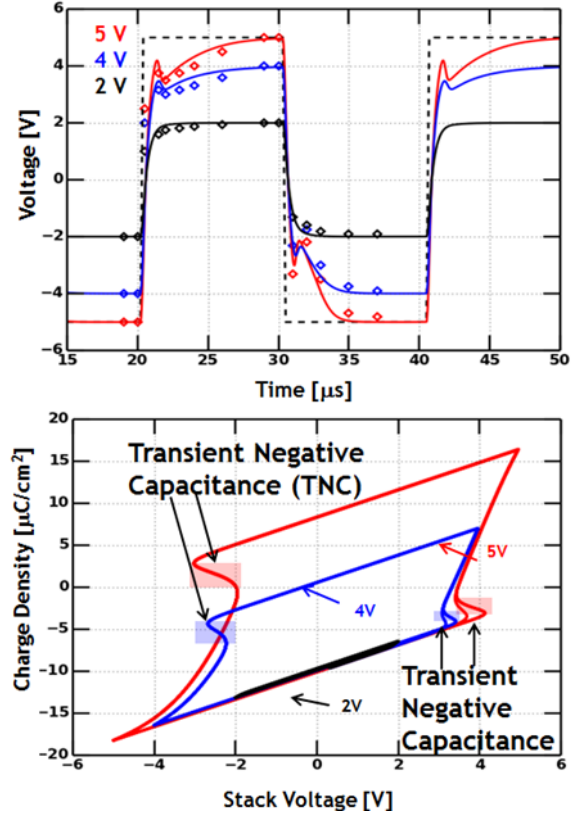 5 V
4 V
2 V
Voltage [V]
6
4
2
0
−2
−4
−6
15 20 25 30 35 40 45 50
Time [μs]
Charge Density [μC/cm²]
20
15
10
5
0
−5
−10
−15
−20
Transient Negative
Capacitance (TNC)
5V
4V
2V
Transient
Negative
Capacitance
−6 −4 −2 0 2 4 6
Stack Voltage [V]